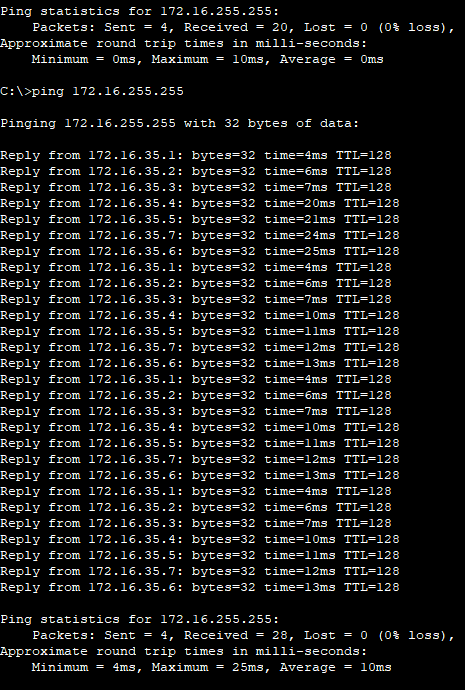 Ping statistics for 172.16.255.255:
    Packets: Sent = 4, Received = 20, Lost = 0 (0% loss),
Approximate round trip times in milli-seconds:
    Minimum = 0ms, Maximum = 10ms, Average = 0ms

C:\>ping 172.16.255.255

Pinging 172.16.255.255 with 32 bytes of data:

Reply from 172.16.35.1: bytes=32 time=4ms TTL=128
Reply from 172.16.35.2: bytes=32 time=6ms TTL=128
Reply from 172.16.35.3: bytes=32 time=7ms TTL=128
Reply from 172.16.35.4: bytes=32 time=20ms TTL=128
Reply from 172.16.35.5: bytes=32 time=21ms TTL=128
Reply from 172.16.35.7: bytes=32 time=24ms TTL=128
Reply from 172.16.35.6: bytes=32 time=25ms TTL=128
Reply from 172.16.35.1: bytes=32 time=4ms TTL=128
Reply from 172.16.35.2: bytes=32 time=6ms TTL=128
Reply from 172.16.35.3: bytes=32 time=7ms TTL=128
Reply from 172.16.35.4: bytes=32 time=10ms TTL=128
Reply from 172.16.35.5: bytes=32 time=11ms TTL=128
Reply from 172.16.35.7: bytes=32 time=12ms TTL=128
Reply from 172.16.35.6: bytes=32 time=13ms TTL=128
Reply from 172.16.35.1: bytes=32 time=4ms TTL=128
Reply from 172.16.35.2: bytes=32 time=6ms TTL=128
Reply from 172.16.35.3: bytes=32 time=7ms TTL=128
Reply from 172.16.35.4: bytes=32 time=10ms TTL=128
Reply from 172.16.35.5: bytes=32 time=11ms TTL=128
Reply from 172.16.35.7: bytes=32 time=12ms TTL=128
Reply from 172.16.35.6: bytes=32 time=13ms TTL=128
Reply from 172.16.35.1: bytes=32 time=4ms TTL=128
Reply from 172.16.35.2: bytes=32 time=6ms TTL=128
Reply from 172.16.35.3: bytes=32 time=7ms TTL=128
Reply from 172.16.35.4: bytes=32 time=10ms TTL=128
Reply from 172.16.35.5: bytes=32 time=11ms TTL=128
Reply from 172.16.35.7: bytes=32 time=12ms TTL=128
Reply from 172.16.35.6: bytes=32 time=13ms TTL=128

Ping statistics for 172.16.255.255:
    Packets: Sent = 4, Received = 28, Lost = 0 (0% loss),
Approximate round trip times in milli-seconds:
    Minimum = 4ms, Maximum = 25ms, Average = 10ms